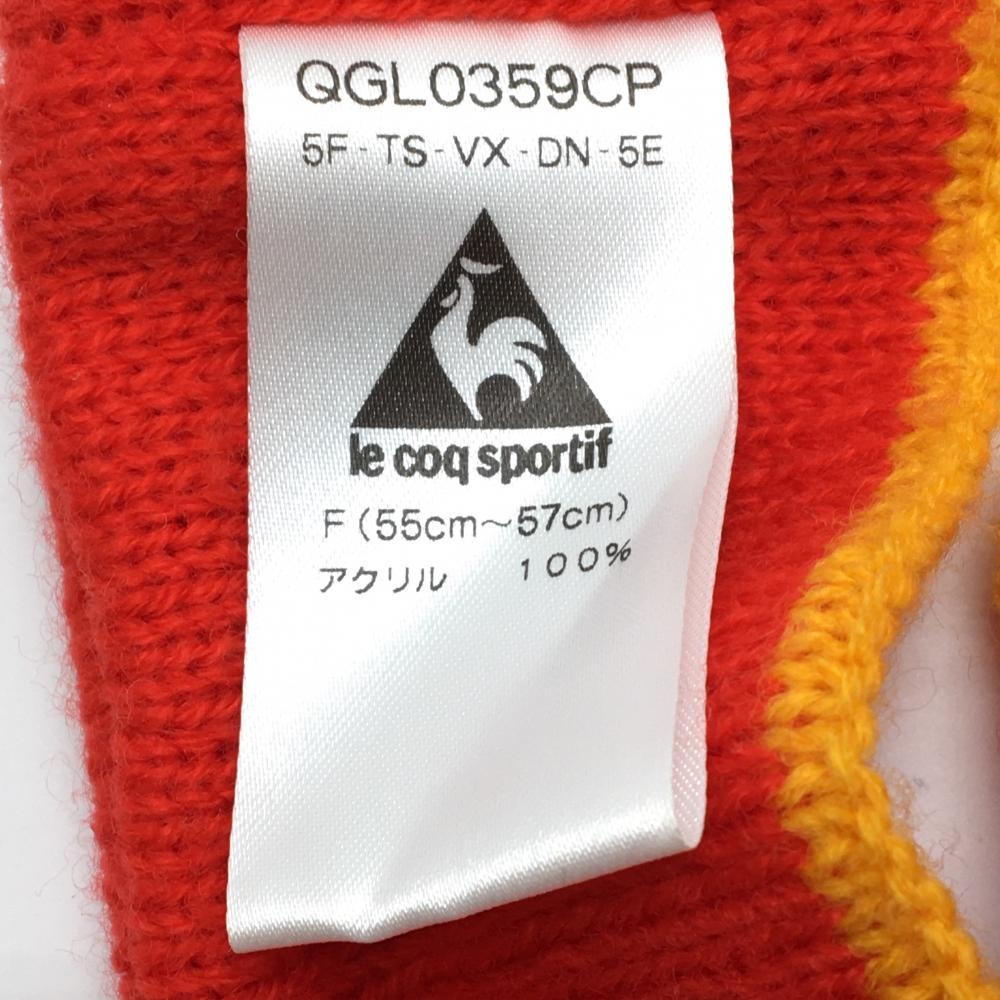 QGL0359CP
5F-TS-VX-DN-5E
le coq sportif
F（55cm～57cm）
アクリル　100%